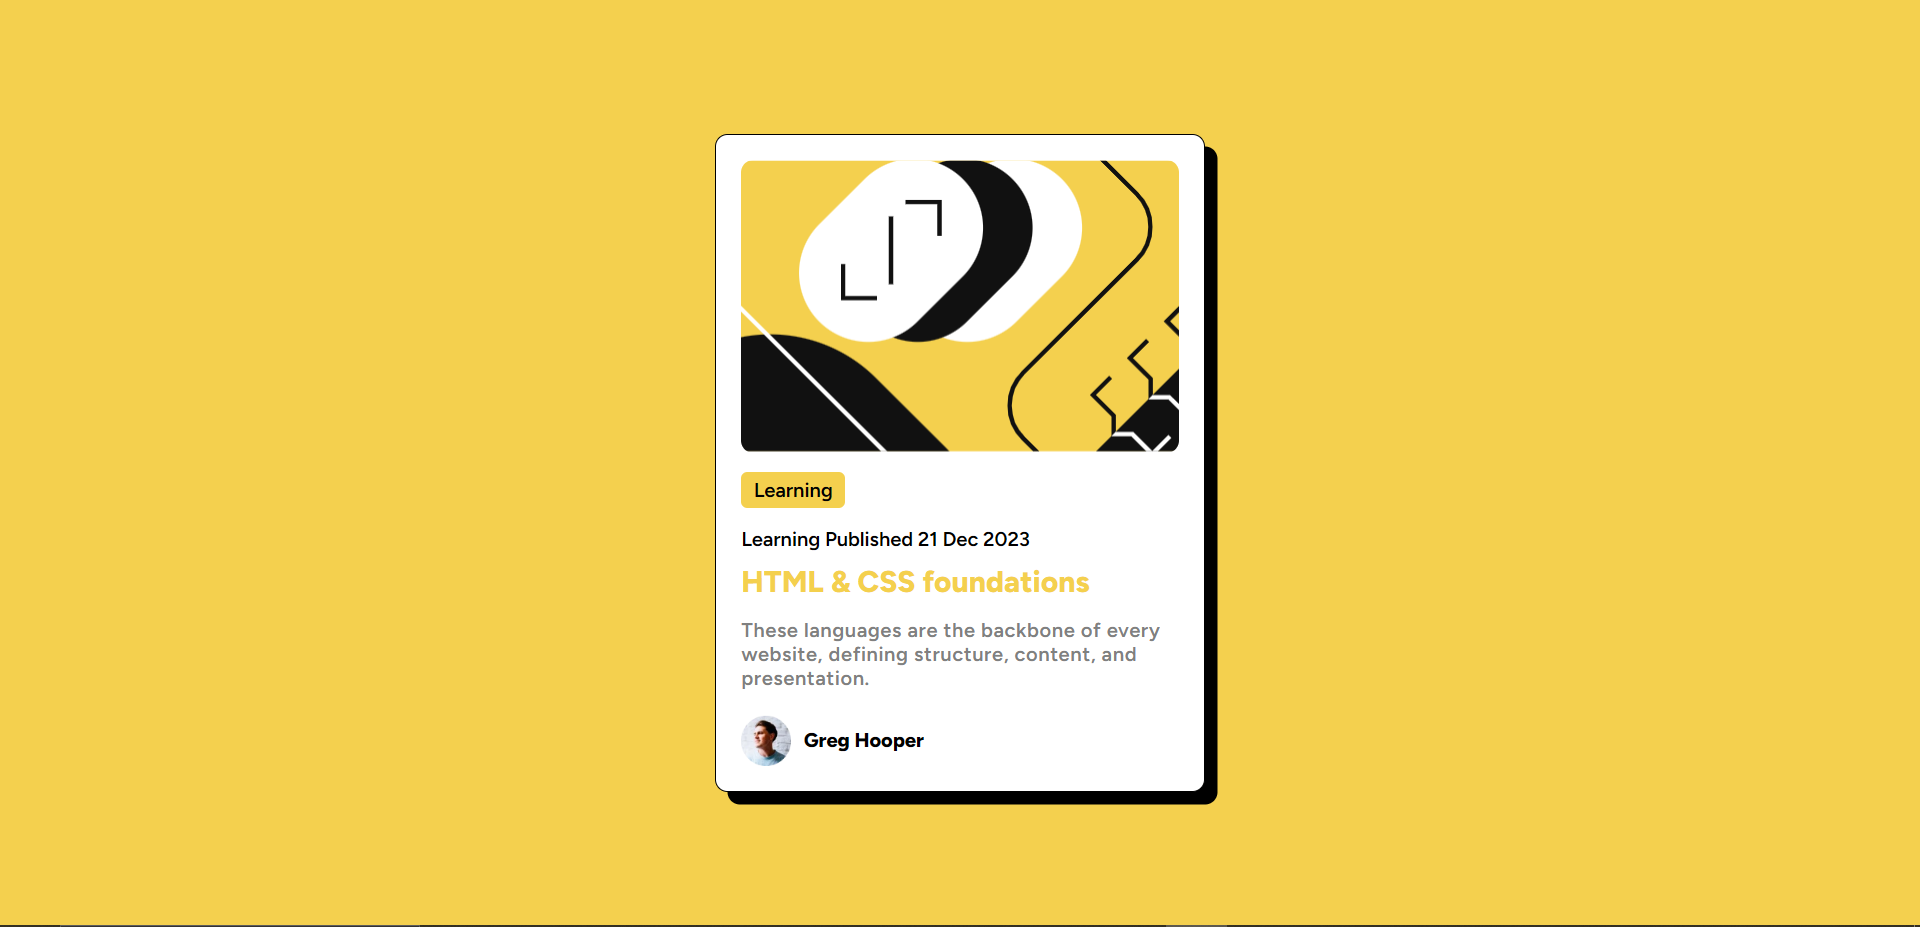 Learning
Learning Published 21 Dec 2023
HTML & CSS foundations
These languages are the backbone of every
website, defining structure, content, and
presentation.
Greg Hooper